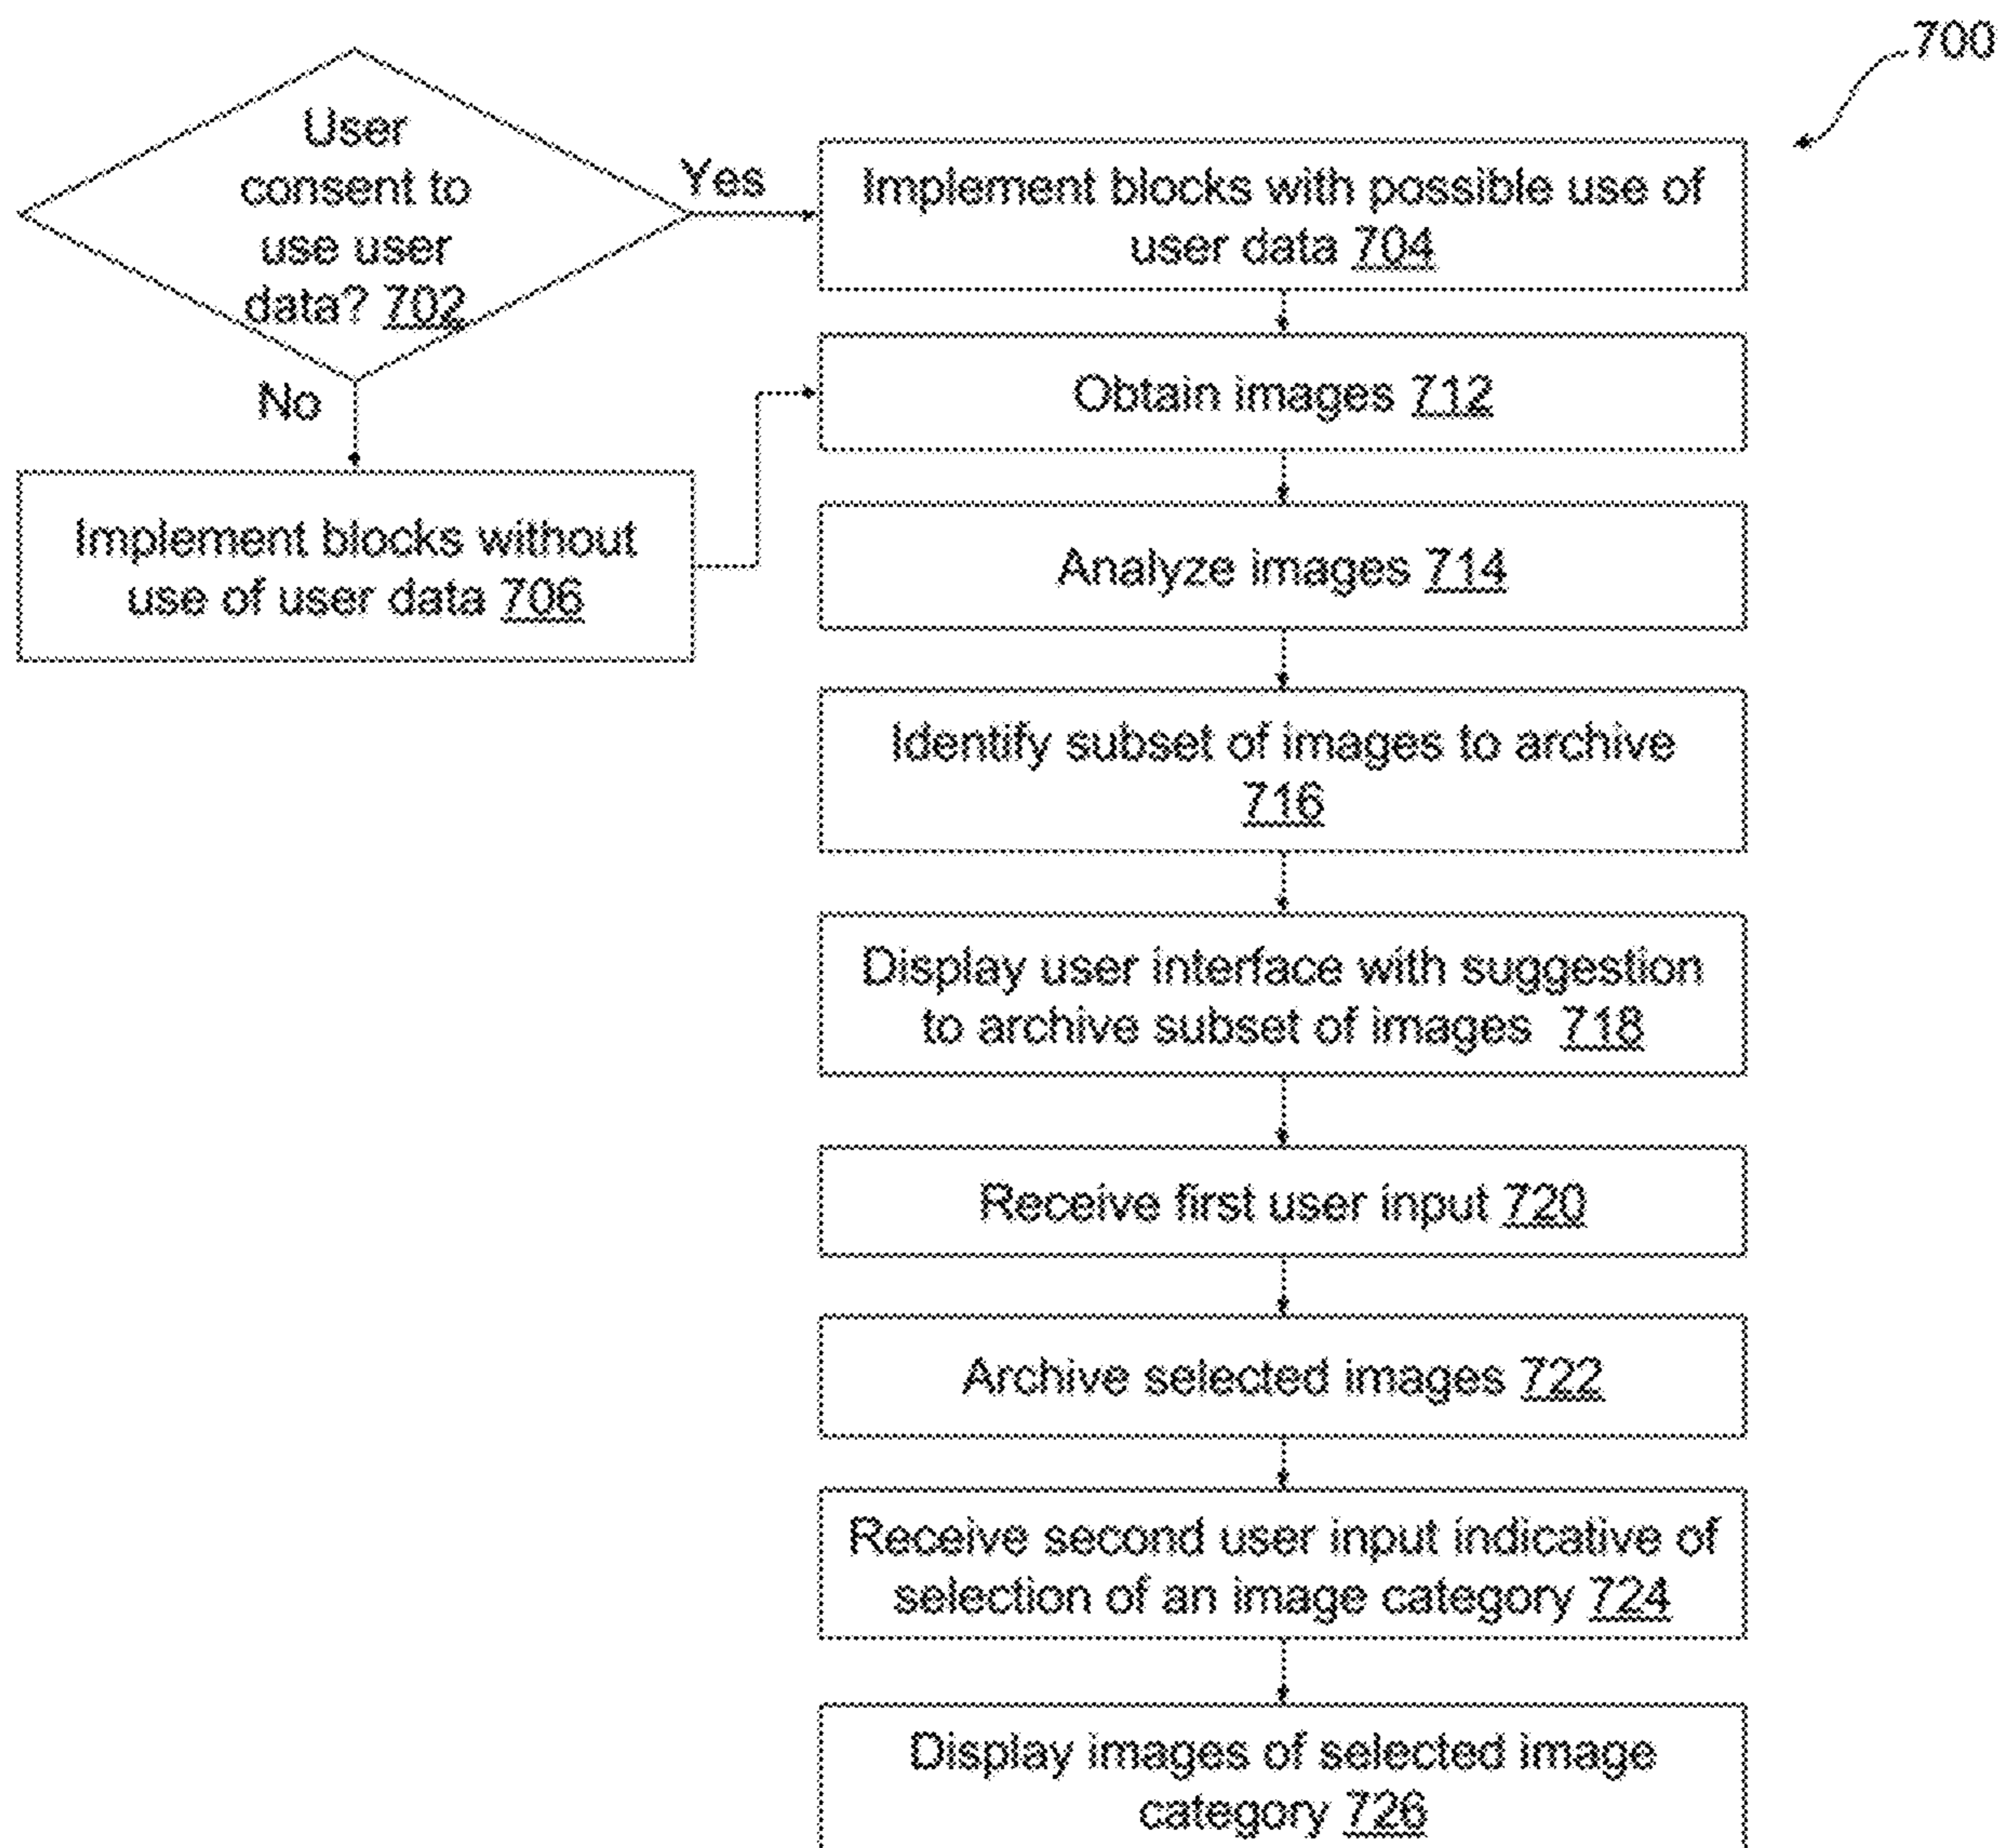 700
User
consent to
use user
data? 702
Yes
No
Implement blocks with possible use of
user data 704
Implement blocks without
use of user data 706
Obtain images 712
Analyze images 714
Identify subset of images to archive
716
Display user interface with suggestion
to archive subset of images 718
Receive first user input 720
Archive selected images 722
Receive second user input indicative of
selection of an image category 724
Display images of selected image
category 726